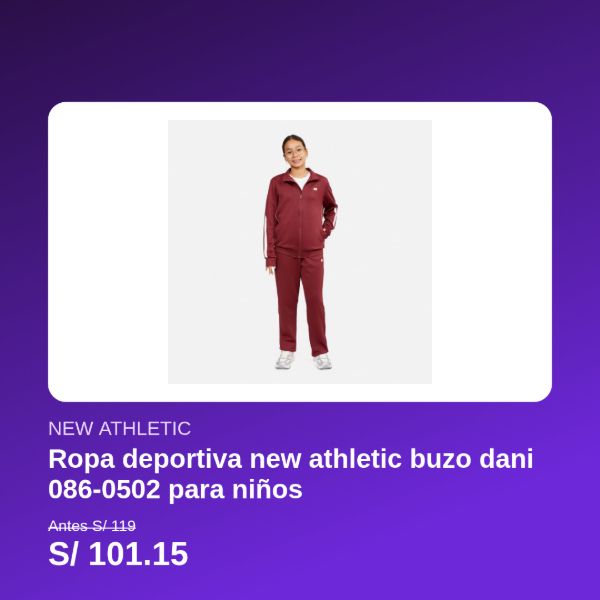 NEW ATHLETIC
Ropa deportiva new athletic buzo dani
086-0502 para niños
Antes S/ 119
S/ 101.15